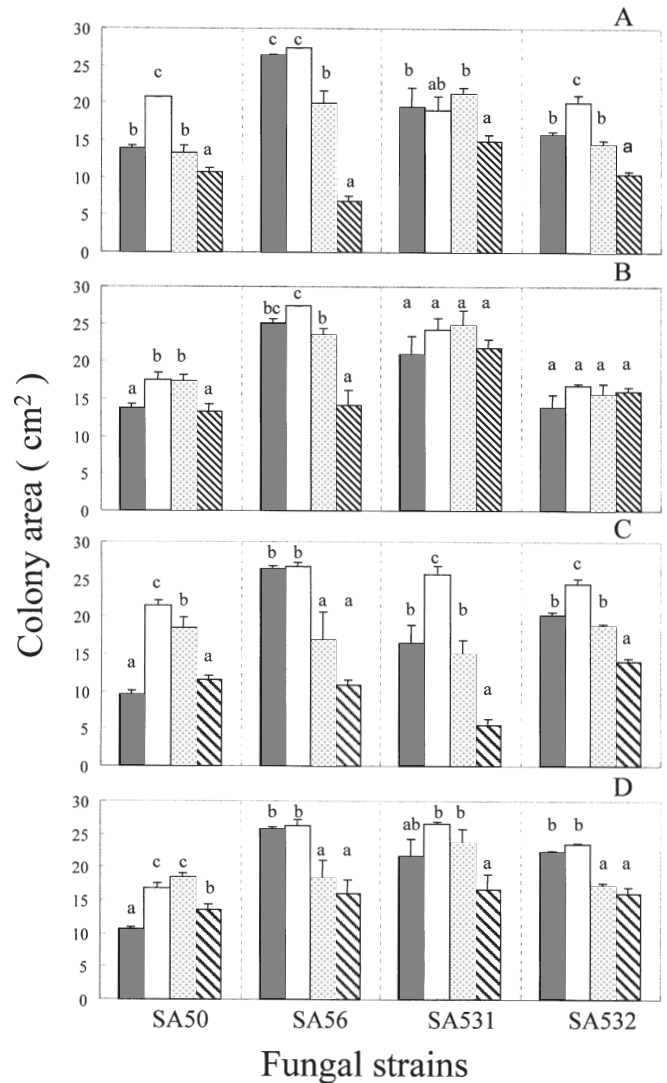 A
30
25
20
15
10
5
0
b c b a
c c b a
b ab b a
b c b a
B
30
25
20
15
10
5
0
a b b a
bc c b a
a a a a
a a a a
C
30
25
20
15
10
5
0
a c b a
b b a a
b c b a
b c b a
D
30
25
20
15
10
5
0
a c c b
b b a a
ab b b a
b b a a
SA50 SA56 SA531 SA532
Colony area ( cm²)
Fungal strains